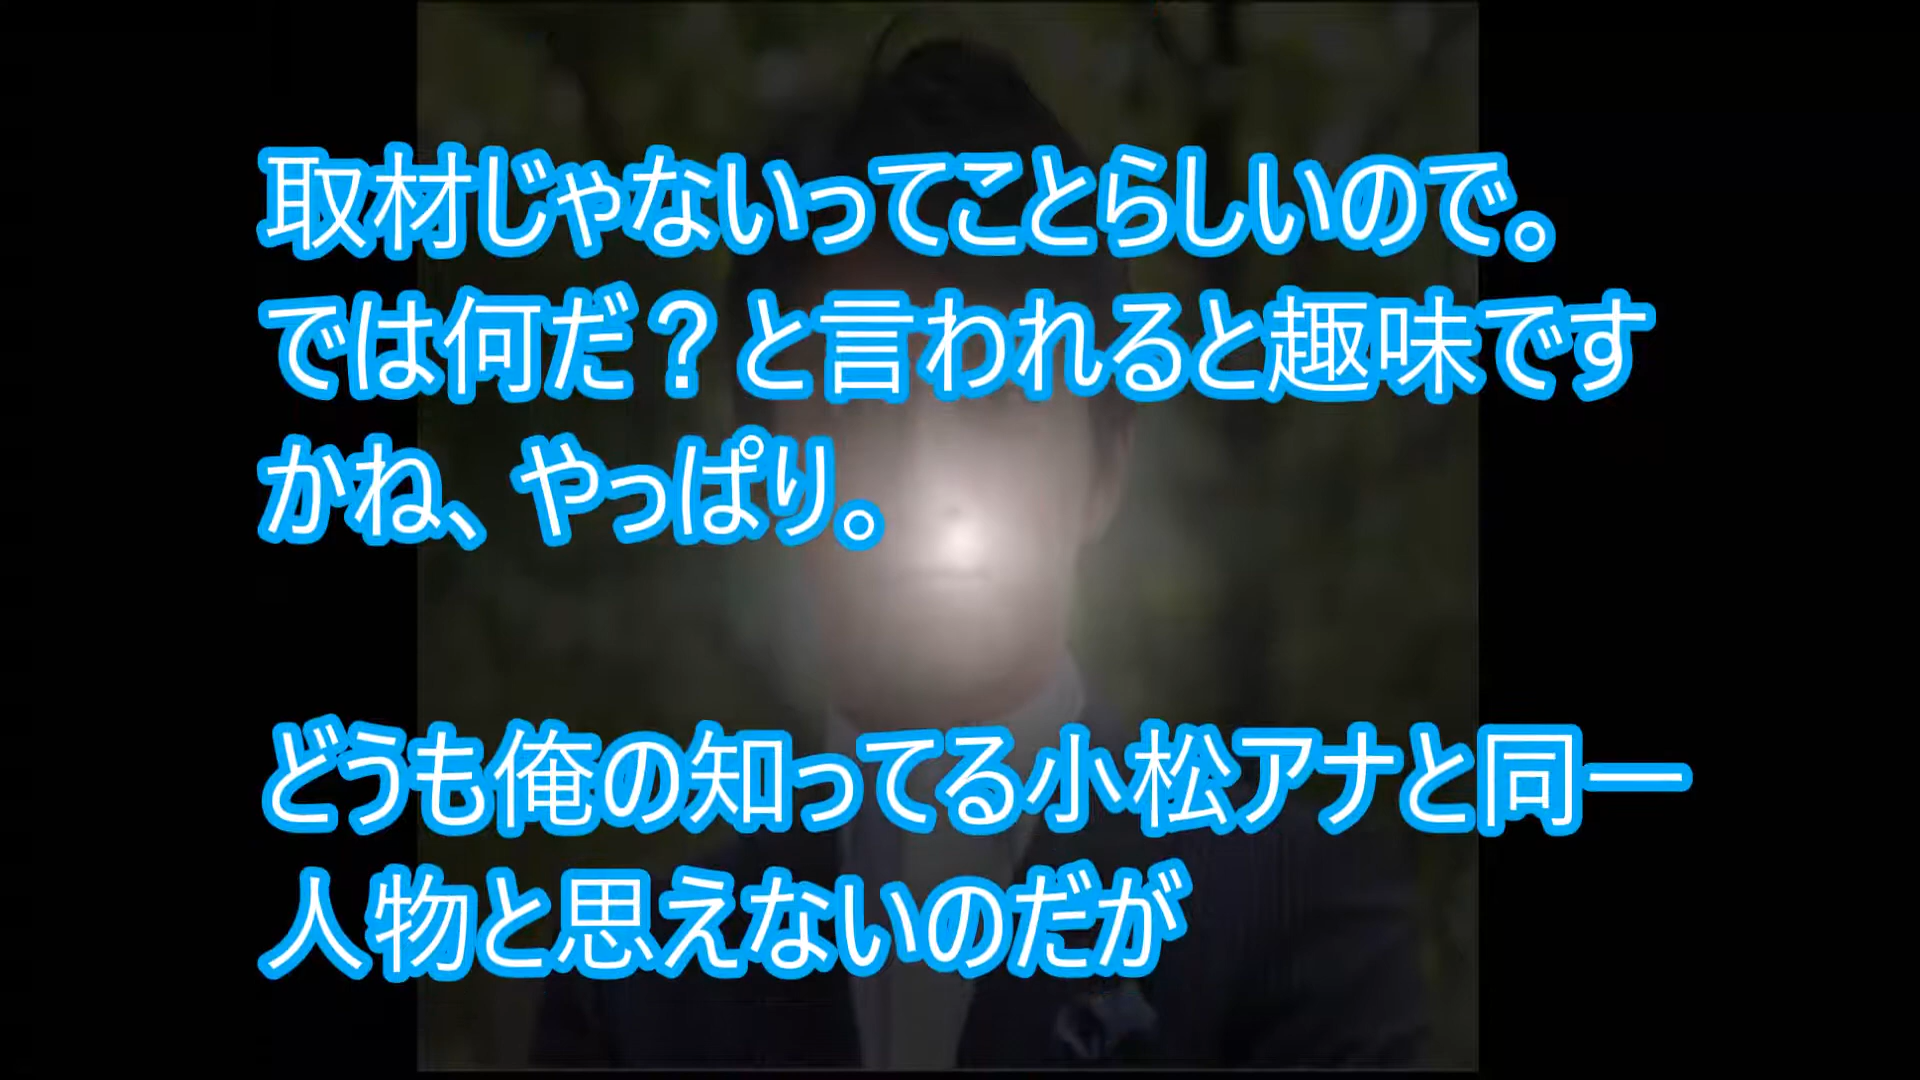 取材じゃないってことらしいので。
では何だ？と言われると趣味です
かね、やっぱり。
どうも俺の知ってる小松アナと同一
人物と思えないのだが